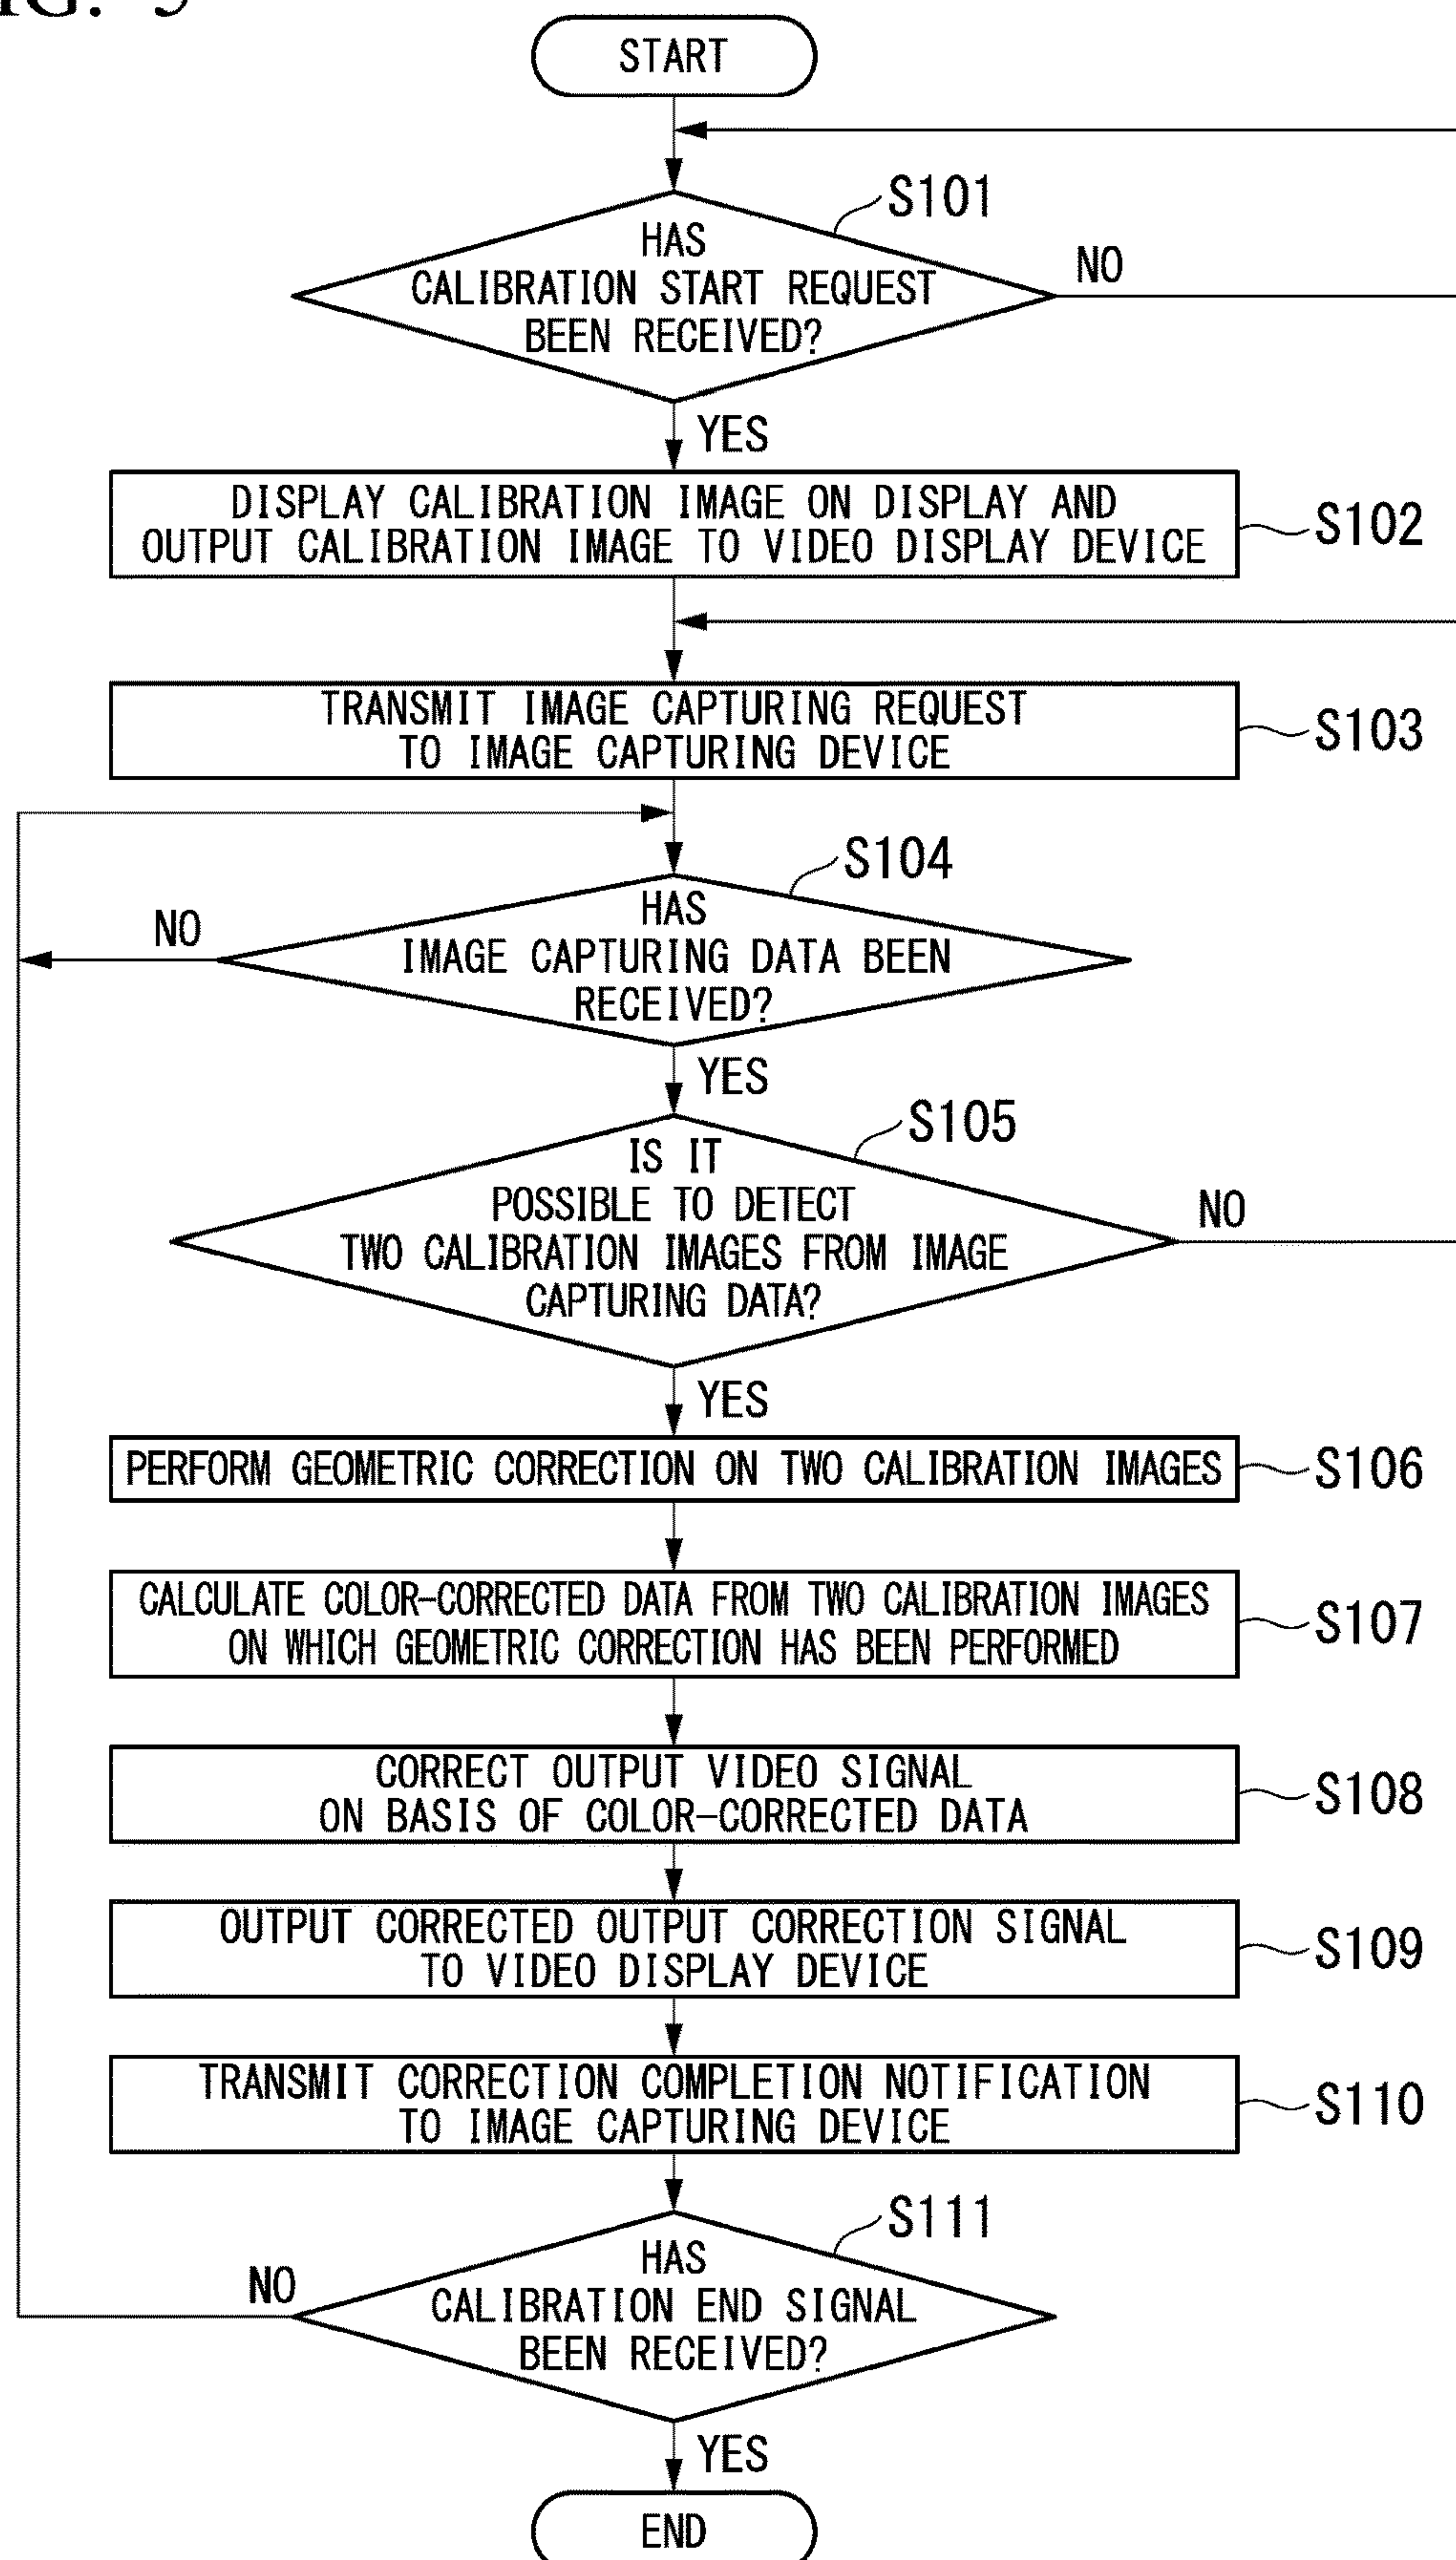 IG. 5
START
S101
HAS
CALIBRATION START REQUEST
BEEN RECEIVED?
NO
YES
DISPLAY CALIBRATION IMAGE ON DISPLAY AND
OUTPUT CALIBRATION IMAGE TO VIDEO DISPLAY DEVICE
S102
TRANSMIT IMAGE CAPTURING REQUEST
TO IMAGE CAPTURING DEVICE
S103
S104
HAS
IMAGE CAPTURING DATA BEEN
RECEIVED?
NO
YES
S105
IS IT
POSSIBLE TO DETECT
TWO CALIBRATION IMAGES FROM IMAGE
CAPTURING DATA?
NO
YES
PERFORM GEOMETRIC CORRECTION ON TWO CALIBRATION IMAGES
S106
CALCULATE COLOR-CORRECTED DATA FROM TWO CALIBRATION IMAGES
ON WHICH GEOMETRIC CORRECTION HAS BEEN PERFORMED
S107
CORRECT OUTPUT VIDEO SIGNAL
ON BASIS OF COLOR-CORRECTED DATA
S108
OUTPUT CORRECTED OUTPUT CORRECTION SIGNAL
TO VIDEO DISPLAY DEVICE
S109
TRANSMIT CORRECTION COMPLETION NOTIFICATION
TO IMAGE CAPTURING DEVICE
S110
S111
HAS
CALIBRATION END SIGNAL
BEEN RECEIVED?
NO
YES
END